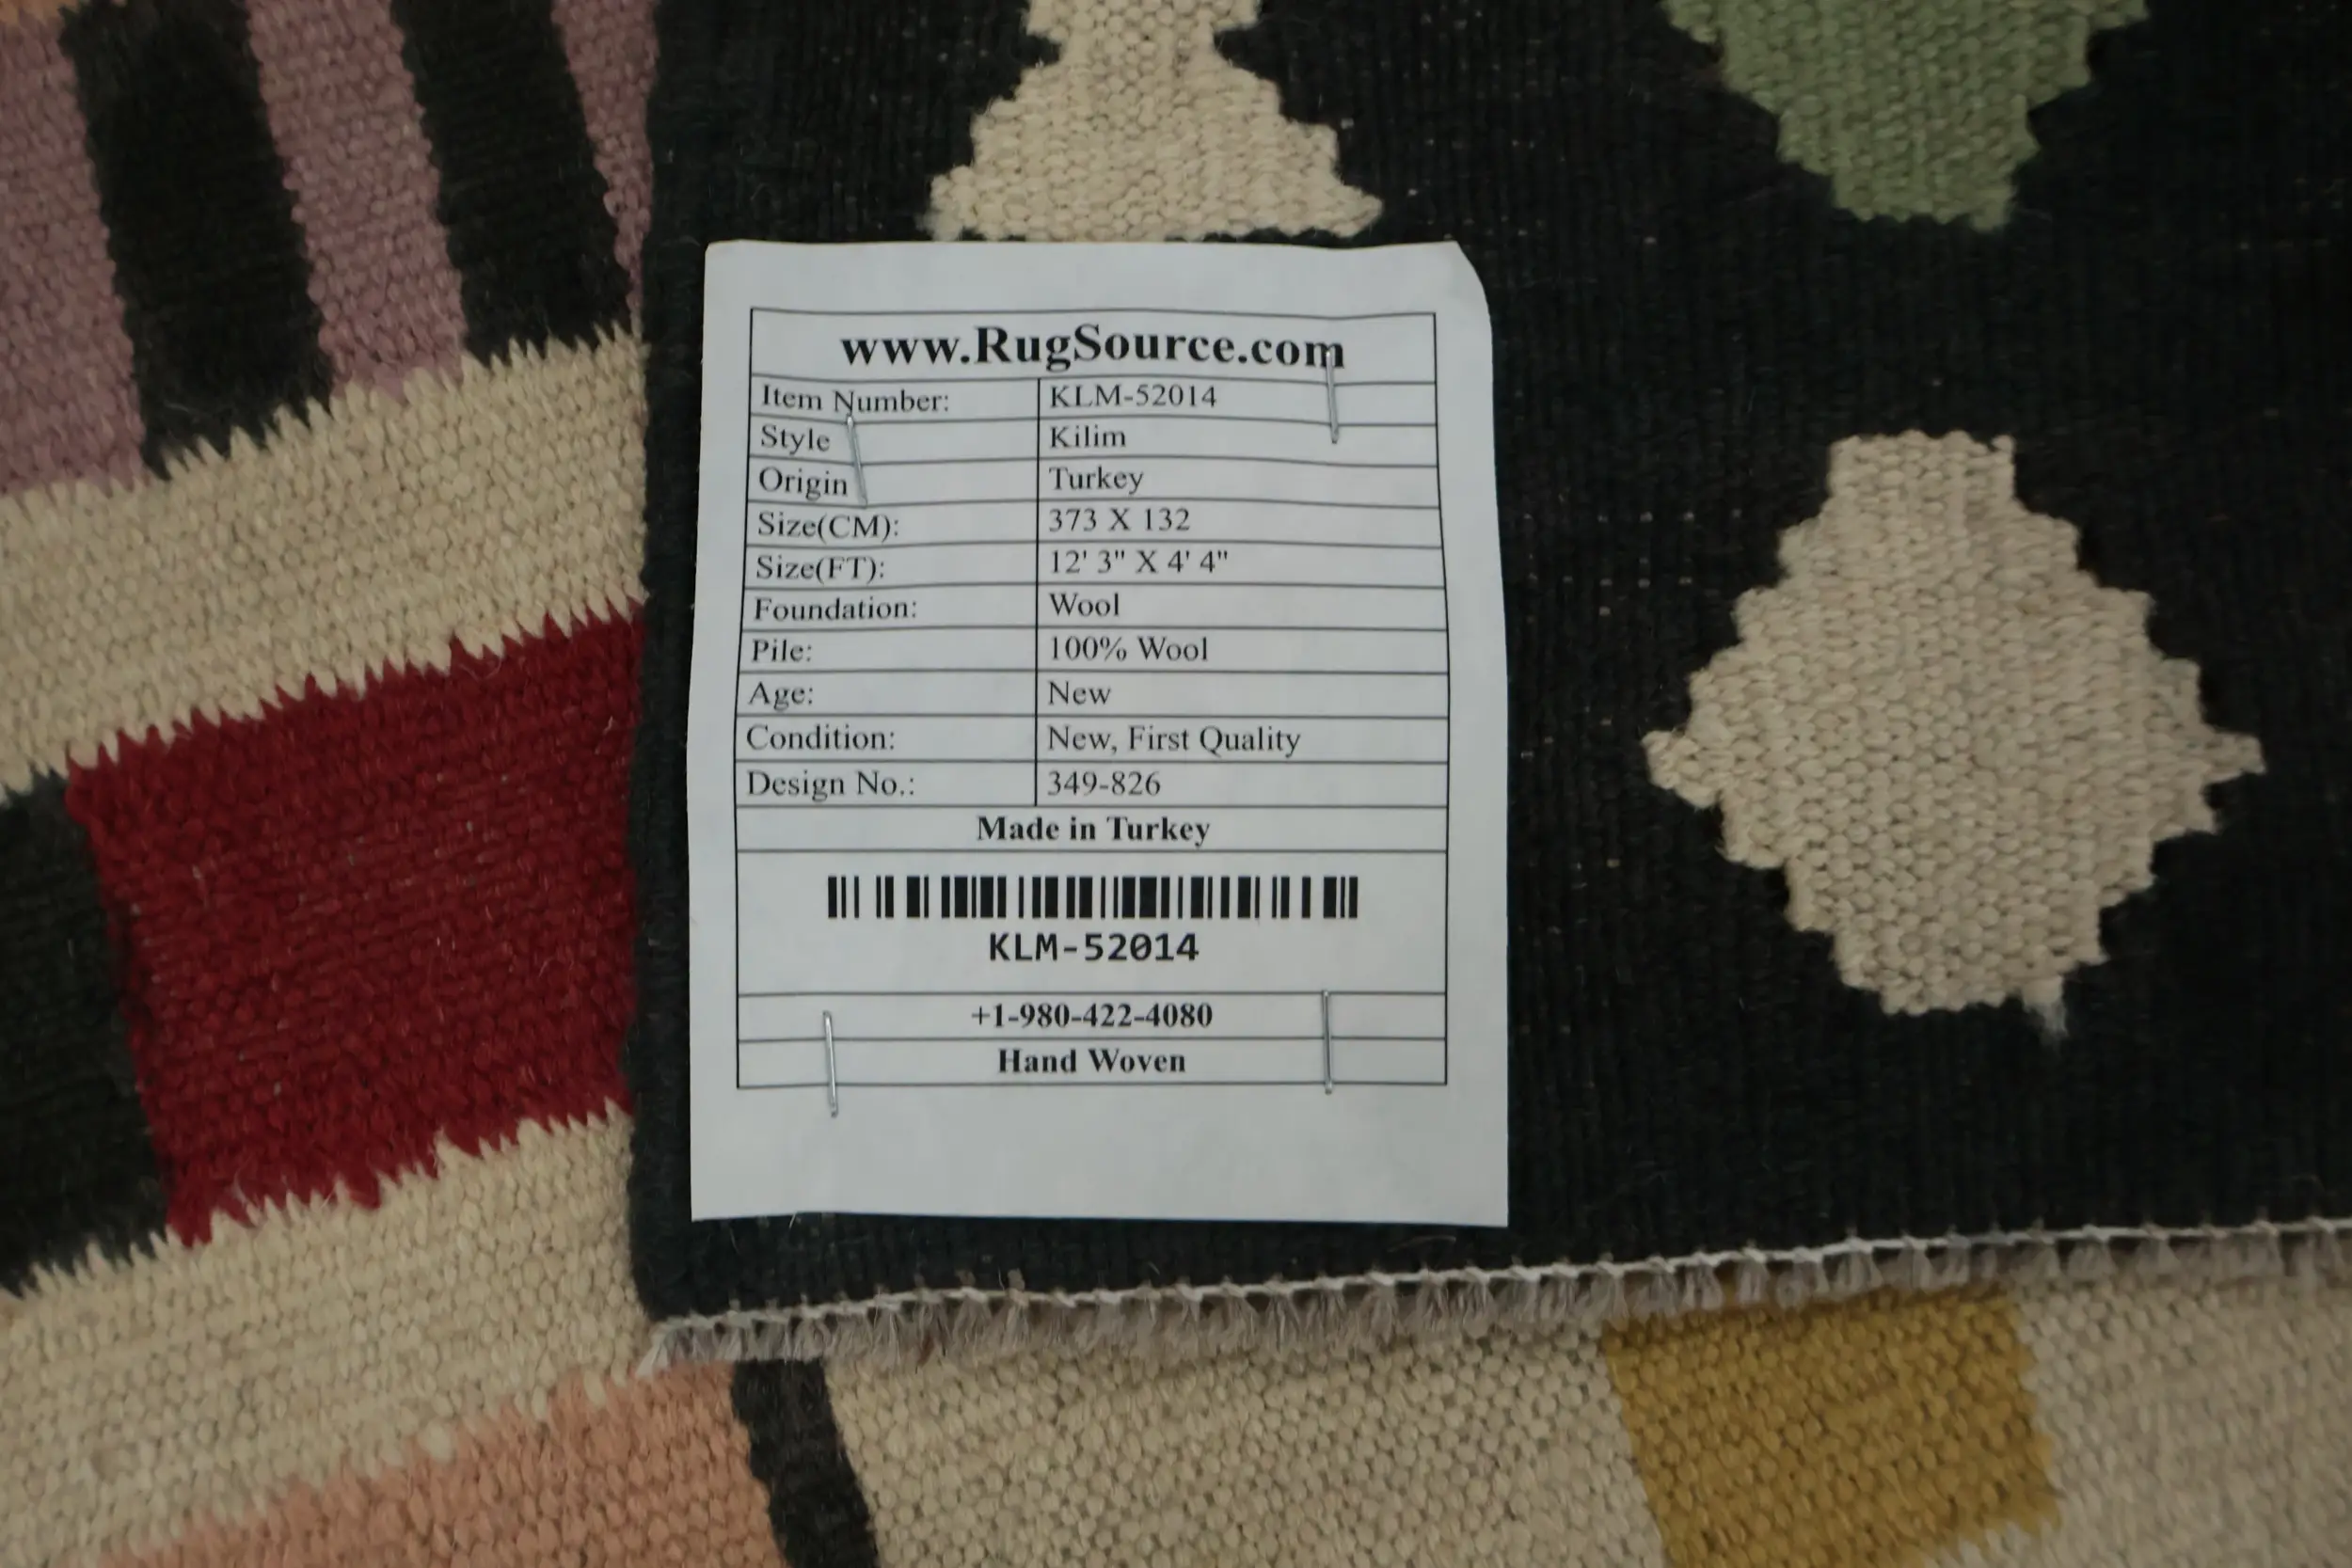 www.RugSource.com
Item Number: KLM-52014
Style Kilim
Origin Turkey
Size(CM): 373 X 132
Size(FT): 12' 3" X 4' 4"
Foundation: Wool
Pile: 100% Wool
Age: New
Condition: New, First Quality
Design No.: 349-826
Made in Turkey
KLM-52014
+1-980-422-4080
Hand Woven